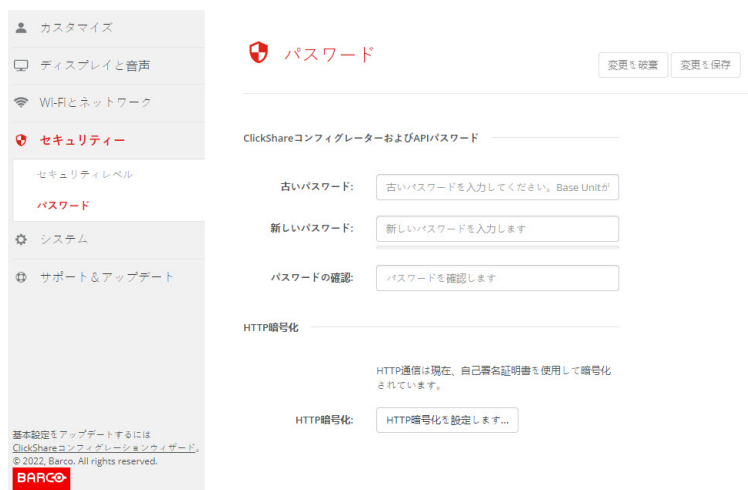 カスタマイズ
ディスプレイと音声
Wi-Fiとネットワーク
セキュリティー
セキュリティレベル
パスワード
システム
サポート＆アップデート
基本設定をアップデートするには
ClickShareコンフィグレーションウィザード。
© 2022, Barco. All rights reserved.
BARCO
パスワード
変更を破棄
変更を保存
ClickShareコンフィグレーターおよびAPIパスワード
古いパスワード:
古いパスワードを入力してください。Base Unitが
新しいパスワード:
新しいパスワードを入力します
パスワードの確認:
パスワードを確認します
HTTP暗号化
HTTP通信は現在、自己署名証明書を使用して暗号化
されています。
HTTP暗号化:
HTTP暗号化を設定します...